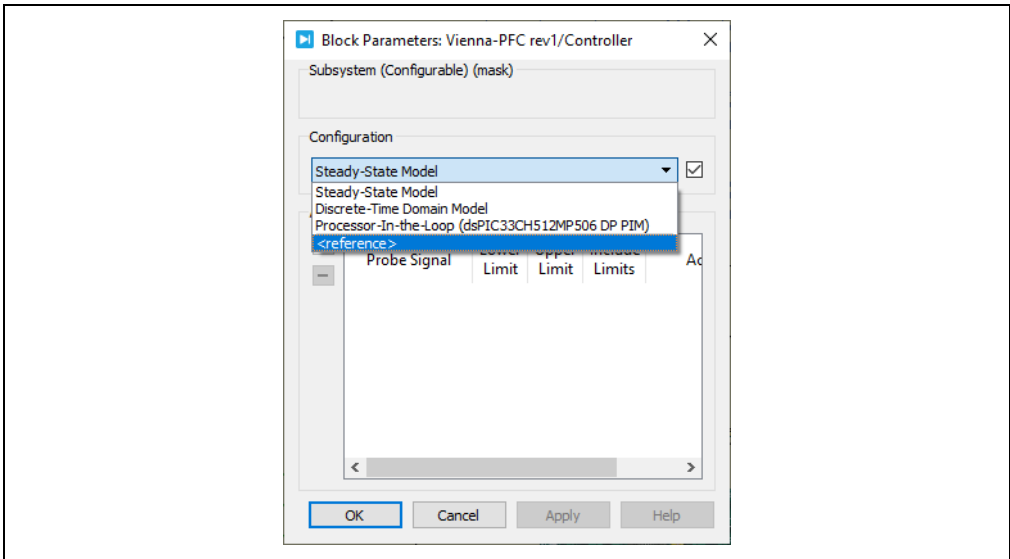 Block Parameters: Vienna-PFC rev1/Controller
Subsystem (Configurable) (mask)
Configuration
Steady-State Model
Steady-State Model
Discrete-Time Domain Model
Processor-In-the-Loop (dsPIC33CH512MP506 DP PIM)
<reference>
Probe Signal
Limit Limit Limits
Ac
OK Cancel Apply Help